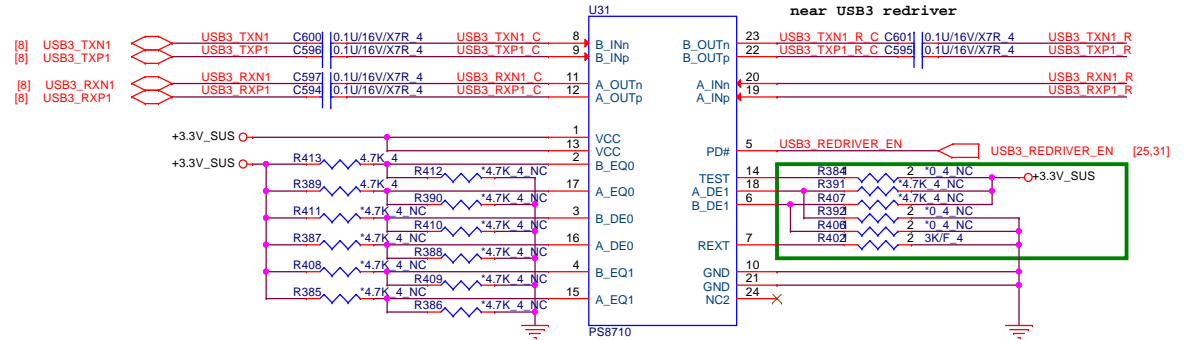 U31
near USB3 redriver
[8] USB3_TXN1 USB3_TXN1 C600 0.1U/16V/X7R_4 USB3_TXN1_C 8 B_INn B_OUTn 23 USB3_TXN1_R_C C601 0.1U/16V/X7R_4 USB3_TXN1_R
[8] USB3_TXP1 USB3_TXP1 C596 0.1U/16V/X7R_4 USB3_TXP1_C 9 B_INp B_OUTp 22 USB3_TXP1_R_C C595 0.1U/16V/X7R_4 USB3_TXP1_R
[8] USB3_RXN1 USB3_RXN1 C597 0.1U/16V/X7R_4 USB3_RXN1_C 11 A_OUTn A_INn 20 USB3_RXN1_R
[8] USB3_RXP1 USB3_RXP1 C594 0.1U/16V/X7R_4 USB3_RXP1_C 12 A_OUTp A_INp 19 USB3_RXP1_R
+3.3V_SUS 1 VCC
13 VCC PD# 5 USB3_REDRIVER_EN USB3_REDRIVER_EN [25,31]
+3.3V_SUS R413 4.7K_4 2 B_EQ0
R412 *4.7K_4_NC TEST 14 R384 2 *0_4_NC +3.3V_SUS
R389 4.7K_4 17 A_EQ0 A_DE1 18 R391 *4.7K_4_NC
R390 *4.7K_4_NC B_DE1 6 R407 *4.7K_4_NC
R411 *4.7K_4_NC 3 B_DE0 R392 2 *0_4_NC
R410 *4.7K_4_NC R406 2 *0_4_NC
R387 *4.7K_4_NC 16 A_DE0 REXT 7 R402 2 3K/F_4
R388 *4.7K_4_NC
R408 *4.7K_4_NC 4 B_EQ1 GND 10
R409 *4.7K_4_NC GND 21
R385 *4.7K_4_NC 15 A_EQ1 NC2 24
R386 *4.7K_4_NC
PS8710